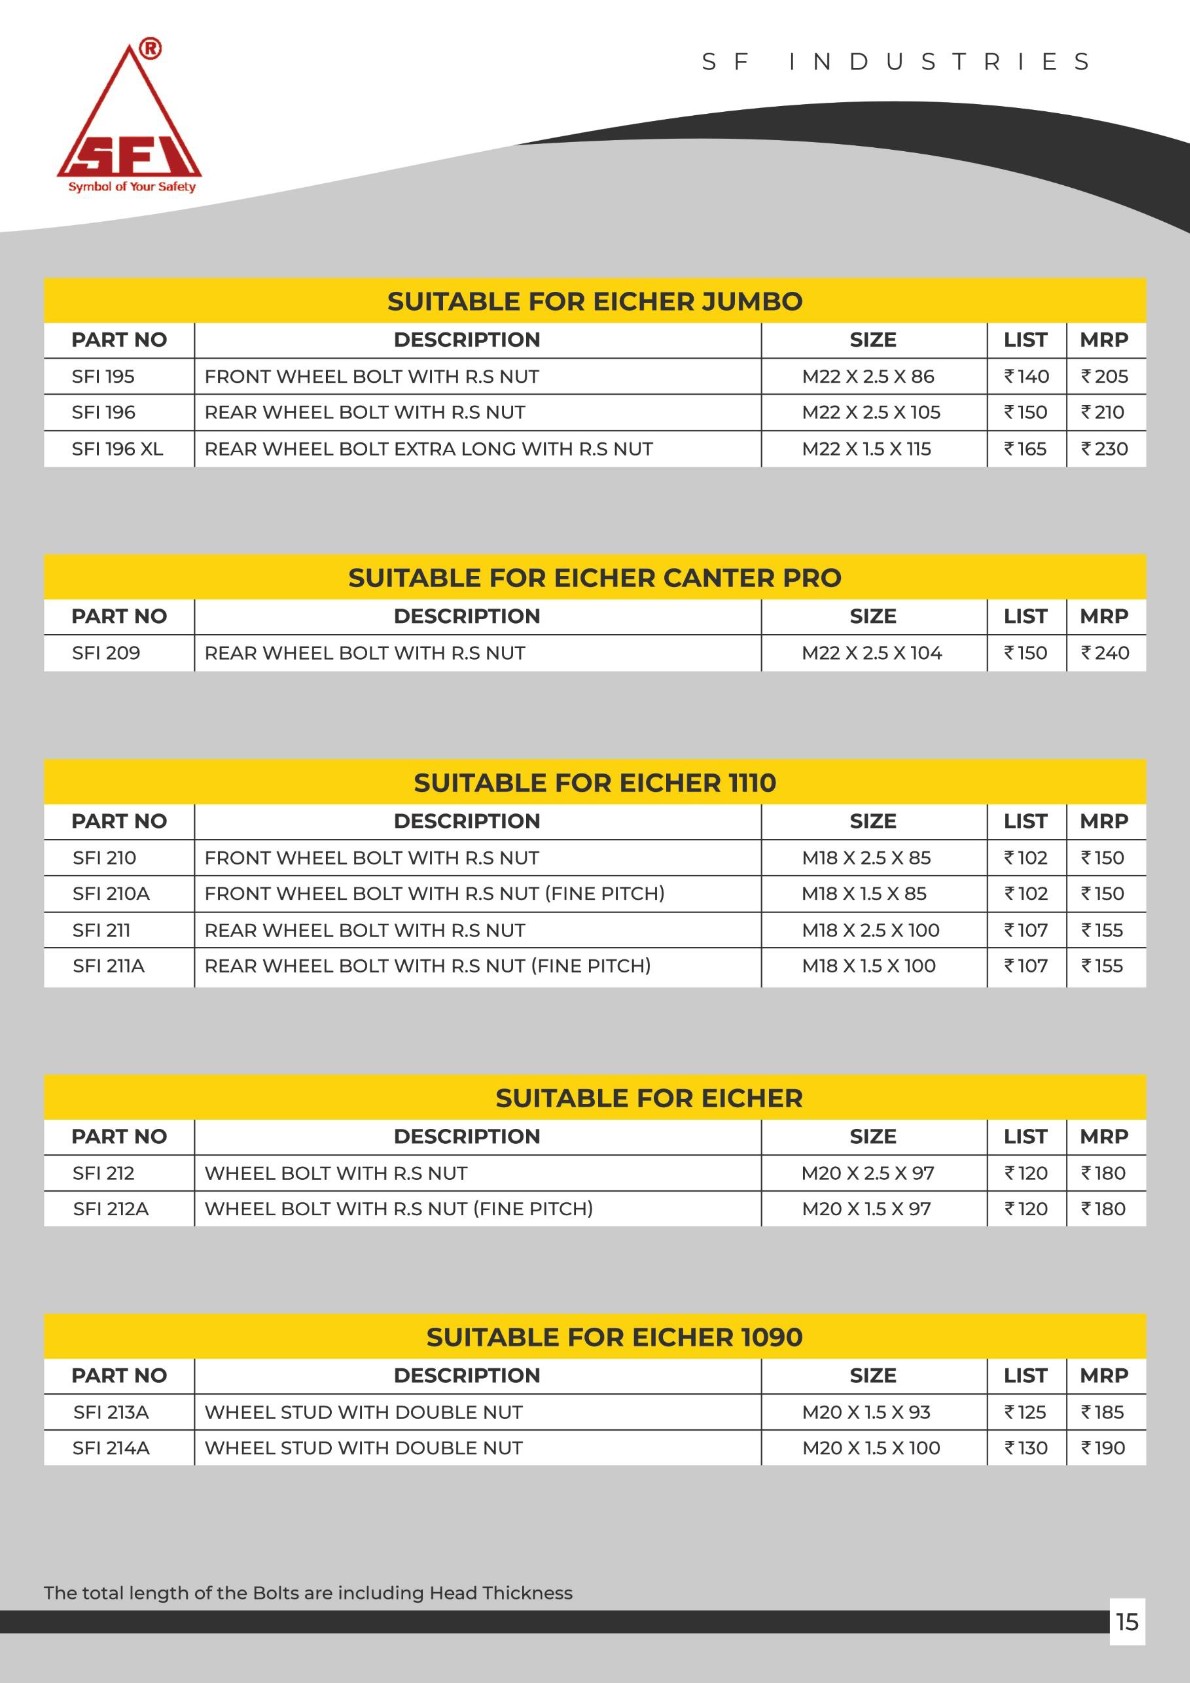 ®
SFI
Symbol of Your Safety
SF INDUSTRIES
SUITABLE FOR EICHER JUMBO
PART NO DESCRIPTION SIZE LIST MRP
SFI 195 FRONT WHEEL BOLT WITH R.S NUT M22 X 2.5 X 86 ₹140 ₹205
SFI 196 REAR WHEEL BOLT WITH R.S NUT M22 X 2.5 X 105 ₹150 ₹210
SFI 196 XL REAR WHEEL BOLT EXTRA LONG WITH R.S NUT M22 X 1.5 X 115 ₹165 ₹230
SUITABLE FOR EICHER CANTER PRO
PART NO DESCRIPTION SIZE LIST MRP
SFI 209 REAR WHEEL BOLT WITH R.S NUT M22 X 2.5 X 104 ₹150 ₹240
SUITABLE FOR EICHER 1110
PART NO DESCRIPTION SIZE LIST MRP
SFI 210 FRONT WHEEL BOLT WITH R.S NUT M18 X 2.5 X 85 ₹102 ₹150
SFI 210A FRONT WHEEL BOLT WITH R.S NUT (FINE PITCH) M18 X 1.5 X 85 ₹102 ₹150
SFI 211 REAR WHEEL BOLT WITH R.S NUT M18 X 2.5 X 100 ₹107 ₹155
SFI 211A REAR WHEEL BOLT WITH R.S NUT (FINE PITCH) M18 X 1.5 X 100 ₹107 ₹155
SUITABLE FOR EICHER
PART NO DESCRIPTION SIZE LIST MRP
SFI 212 WHEEL BOLT WITH R.S NUT M20 X 2.5 X 97 ₹120 ₹180
SFI 212A WHEEL BOLT WITH R.S NUT (FINE PITCH) M20 X 1.5 X 97 ₹120 ₹180
SUITABLE FOR EICHER 1090
PART NO DESCRIPTION SIZE LIST MRP
SFI 213A WHEEL STUD WITH DOUBLE NUT M20 X 1.5 X 93 ₹125 ₹185
SFI 214A WHEEL STUD WITH DOUBLE NUT M20 X 1.5 X 100 ₹130 ₹190
The total length of the Bolts are including Head Thickness
15